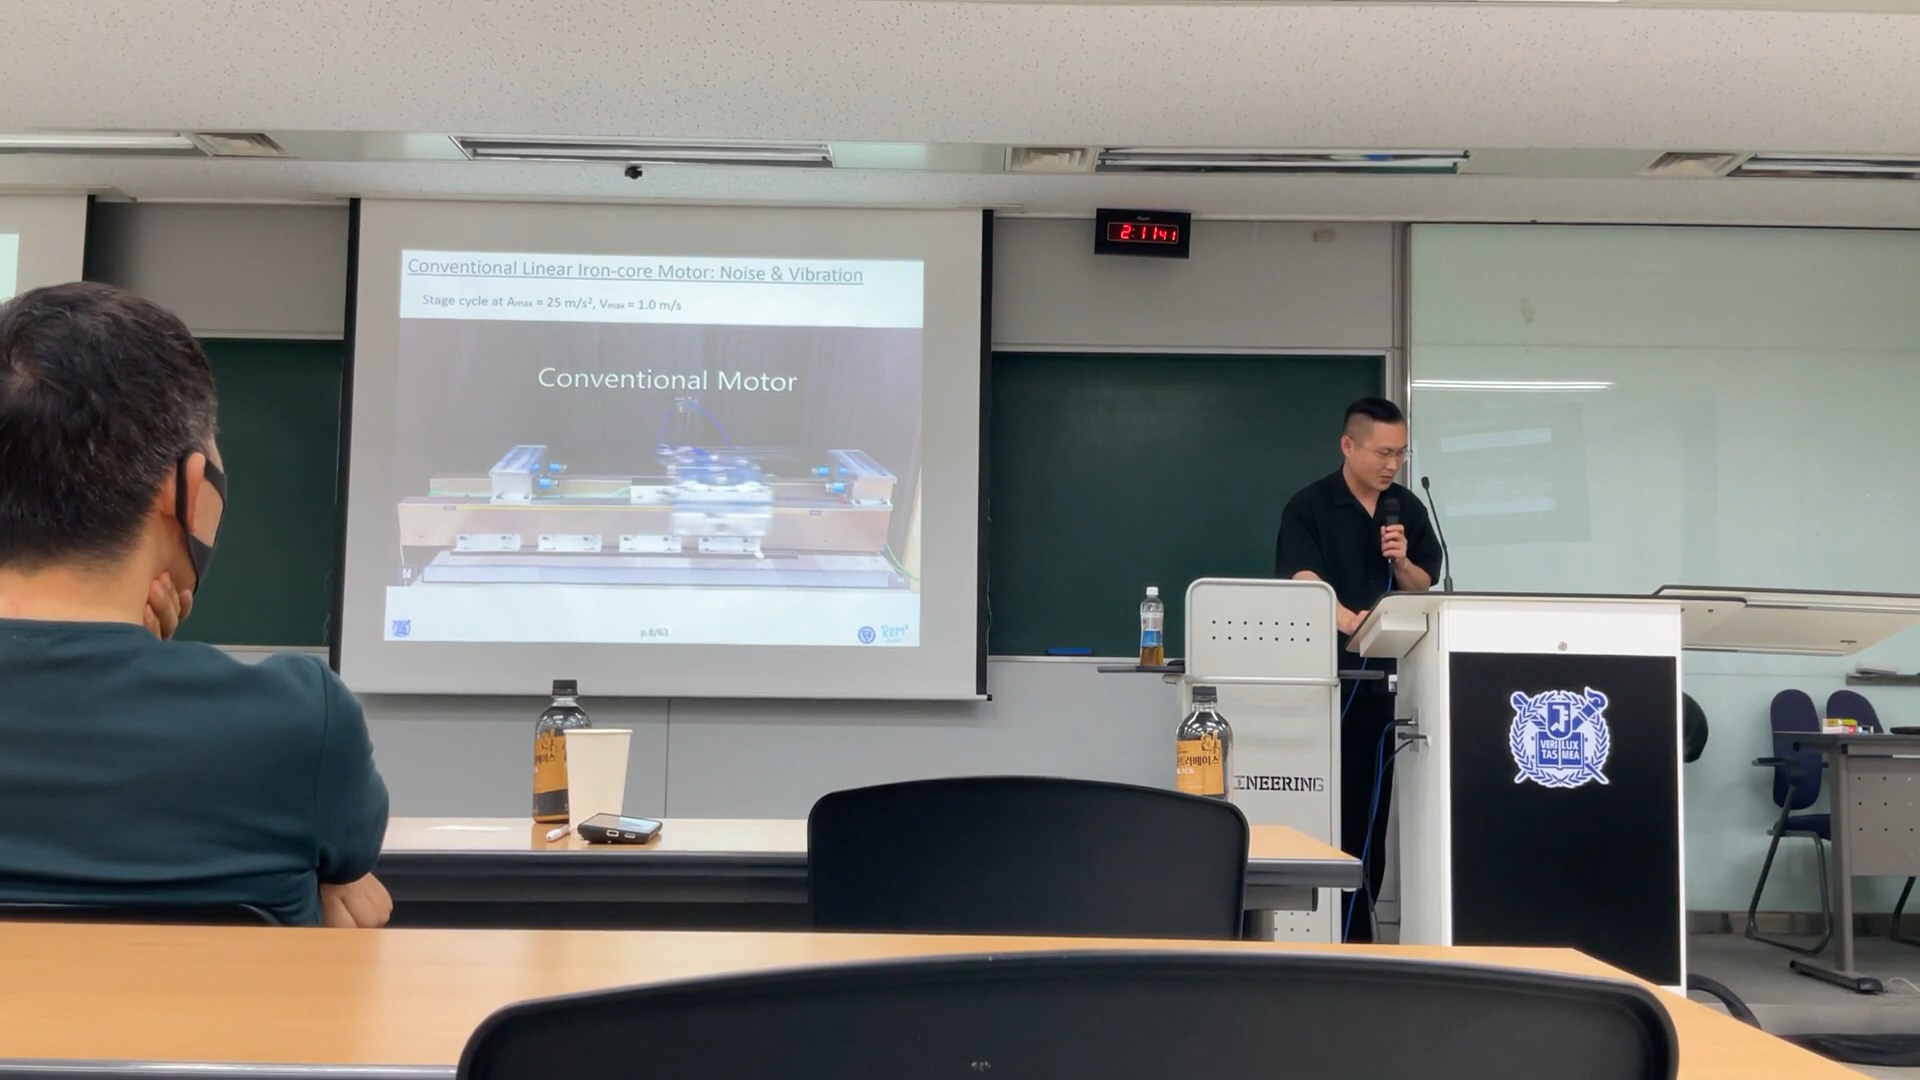 2:11 41
Conventional Linear Iron-core Motor: Noise & Vibration
Stage cycle at Amax = 25 m/s², Vmax = 1.0 m/s
Conventional Motor
p.8/63
VERI LUX
TAS MEA
NEERING